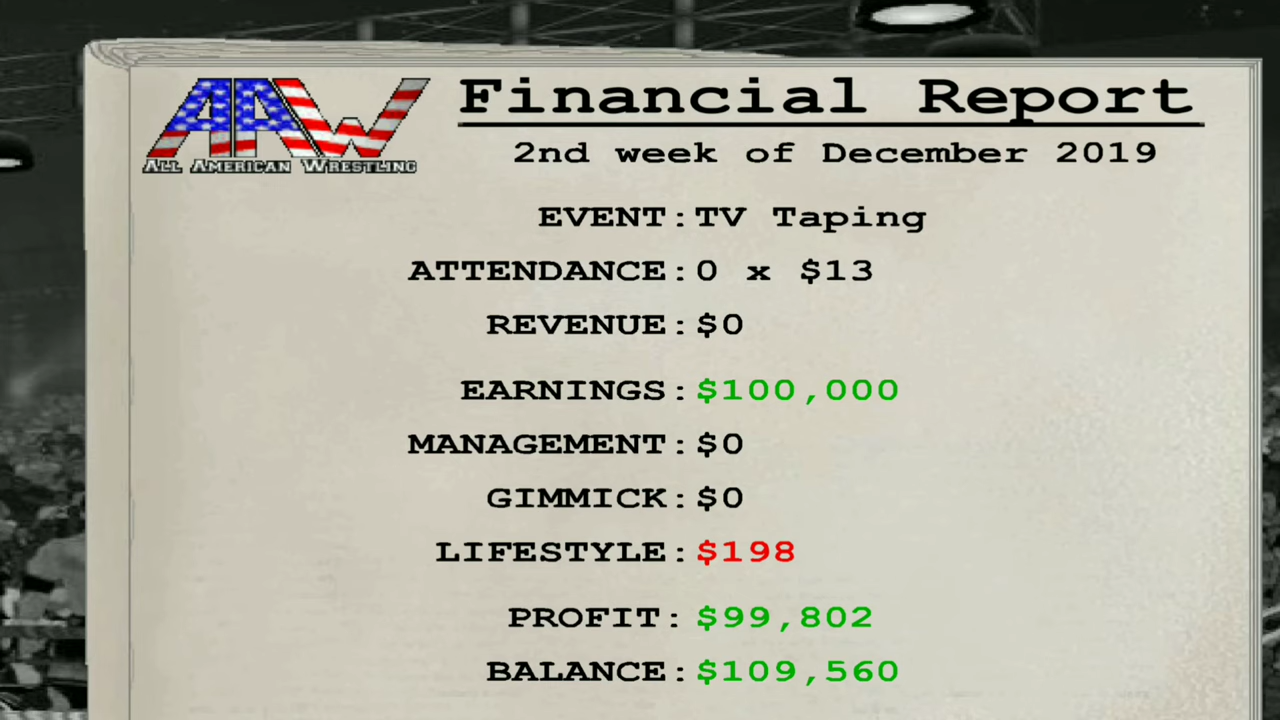 AAW
ALL AMERICAN WRESTLING
Financial Report
2nd week of December 2019
EVENT: TV Taping
ATTENDANCE: 0 x $13
REVENUE: $0
EARNINGS: $100,000
MANAGEMENT: $0
GIMMICK: $0
LIFESTYLE: $198
PROFIT: $99,802
BALANCE: $109,560